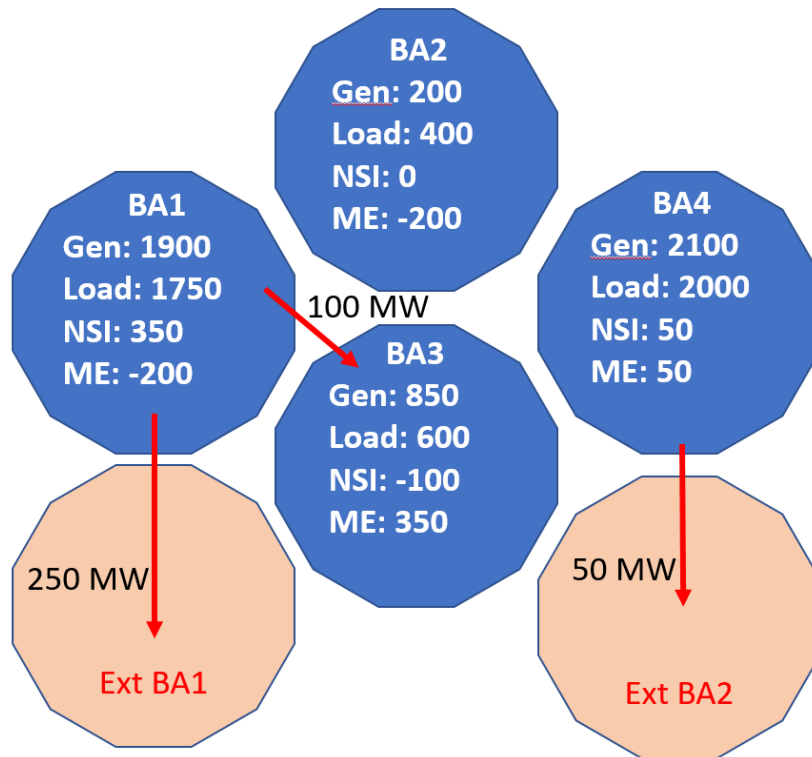 BA2
Gen: 200
Load: 400
NSI: 0
ME: -200
BA1
Gen: 1900
Load: 1750
NSI: 350
ME: -200
BA4
Gen: 2100
Load: 2000
NSI: 50
ME: 50
100 MW
BA3
Gen: 850
Load: 600
NSI: -100
ME: 350
250 MW
Ext BA1
50 MW
Ext BA2